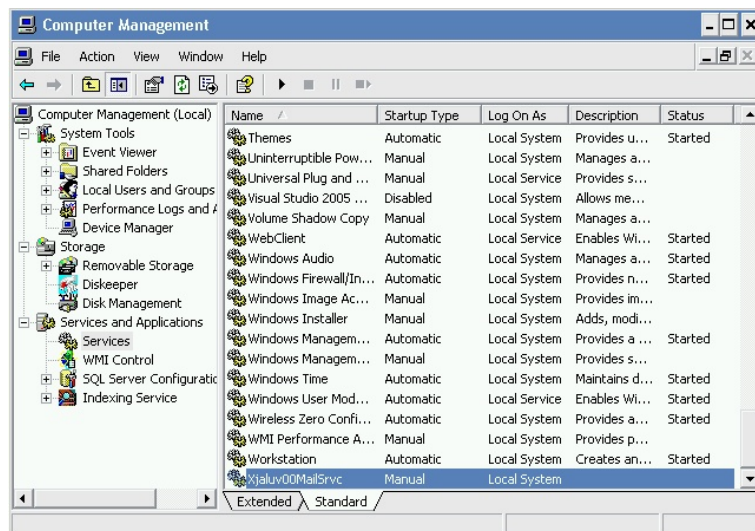 Computer Management
File Action View Window Help
Computer Management (Local)
System Tools
Event Viewer
Shared Folders
Local Users and Groups
Performance Logs and A
Device Manager
Storage
Removable Storage
Diskeeper
Disk Management
Services and Applications
Services
WMI Control
SQL Server Configuratic
Indexing Service
Name Startup Type Log On As Description Status
Themes Automatic Local System Provides u... Started
Uninterruptible Pow... Manual Local System Manages a...
Universal Plug and ... Manual Local Service Provides s...
Visual Studio 2005 ... Disabled Local System Allows me...
Volume Shadow Copy Manual Local System Manages a...
WebClient Automatic Local Service Enables Wi... Started
Windows Audio Automatic Local System Manages a... Started
Windows Firewall/In... Automatic Local System Provides n... Started
Windows Image Ac... Manual Local System Provides im...
Windows Installer Manual Local System Adds, modi...
Windows Managem... Automatic Local System Provides a ... Started
Windows Managem... Manual Local System Provides s...
Windows Time Automatic Local System Maintains d... Started
Windows User Mod... Automatic Local Service Enables Wi... Started
Wireless Zero Confi... Automatic Local System Provides a... Started
WMI Performance A... Manual Local System Provides p...
Workstation Automatic Local System Creates an... Started
Xjaluv00MailSrvc Manual Local System
Extended Standard